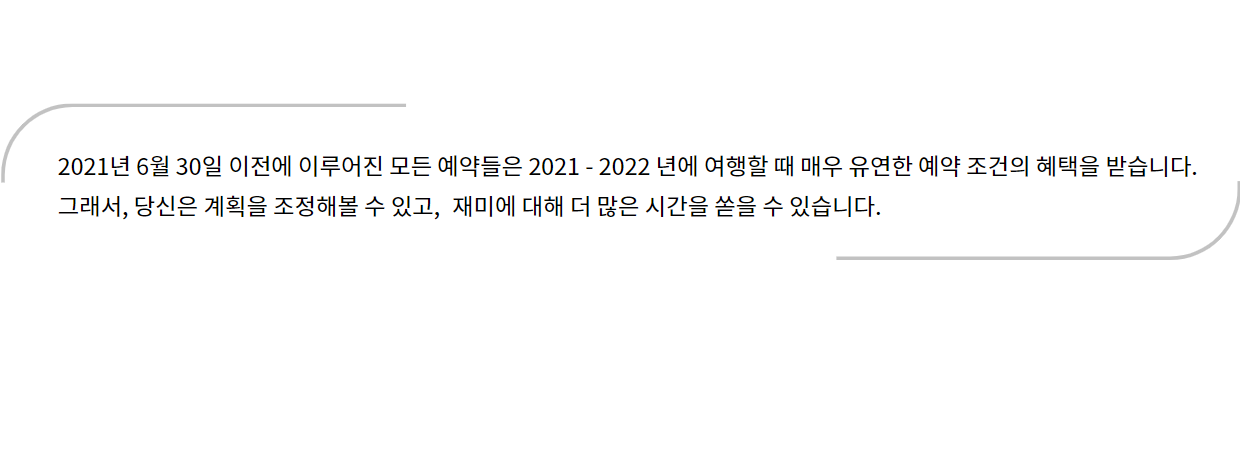 2021년 6월 30일 이전에 이루어진 모든 예약들은 2021 - 2022 년에 여행할 때 매우 유연한 예약 조건의 혜택을 받습니다.
그래서, 당신은 계획을 조정해볼 수 있고,  재미에 대해 더 많은 시간을 쏟을 수 있습니다.